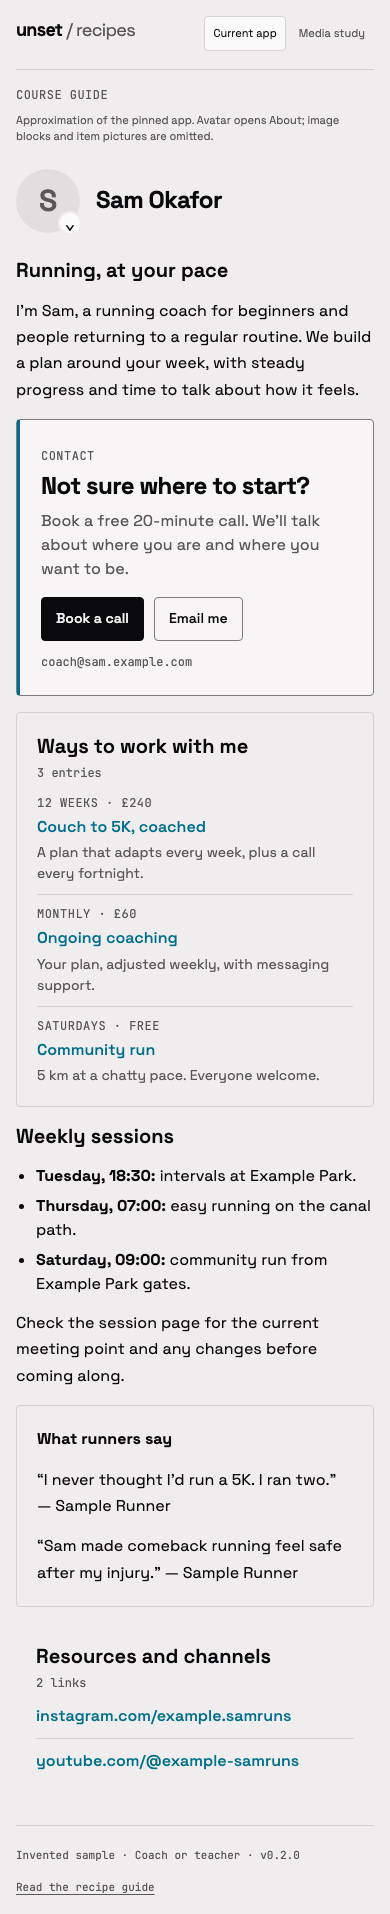 unset / recipes
Current app
Media study
COURSE GUIDE
Approximation of the pinned app. Avatar opens About; image
blocks and item pictures are omitted.
S
Sam Okafor
Running, at your pace
I’m Sam, a running coach for beginners and
people returning to a regular routine. We build
a plan around your week, with steady
progress and time to talk about how it feels.
CONTACT
Not sure where to start?
Book a free 20-minute call. We’ll talk
about where you are and where you
want to be.
Book a call
Email me
coach@sam.example.com
Ways to work with me
3 entries
12 WEEKS · £240
Couch to 5K, coached
A plan that adapts every week, plus a call
every fortnight.
MONTHLY · £60
Ongoing coaching
Your plan, adjusted weekly, with messaging
support.
SATURDAYS · FREE
Community run
5 km at a chatty pace. Everyone welcome.
Weekly sessions
• Tuesday, 18:30: intervals at Example Park.
• Thursday, 07:00: easy running on the canal
path.
• Saturday, 09:00: community run from
Example Park gates.
Check the session page for the current
meeting point and any changes before
coming along.
What runners say
“I never thought I’d run a 5K. I ran two.”
— Sample Runner
“Sam made comeback running feel safe
after my injury.” — Sample Runner
Resources and channels
2 links
instagram.com/example.samruns
youtube.com/@example-samruns
Invented sample · Coach or teacher · v0.2.0
Read the recipe guide